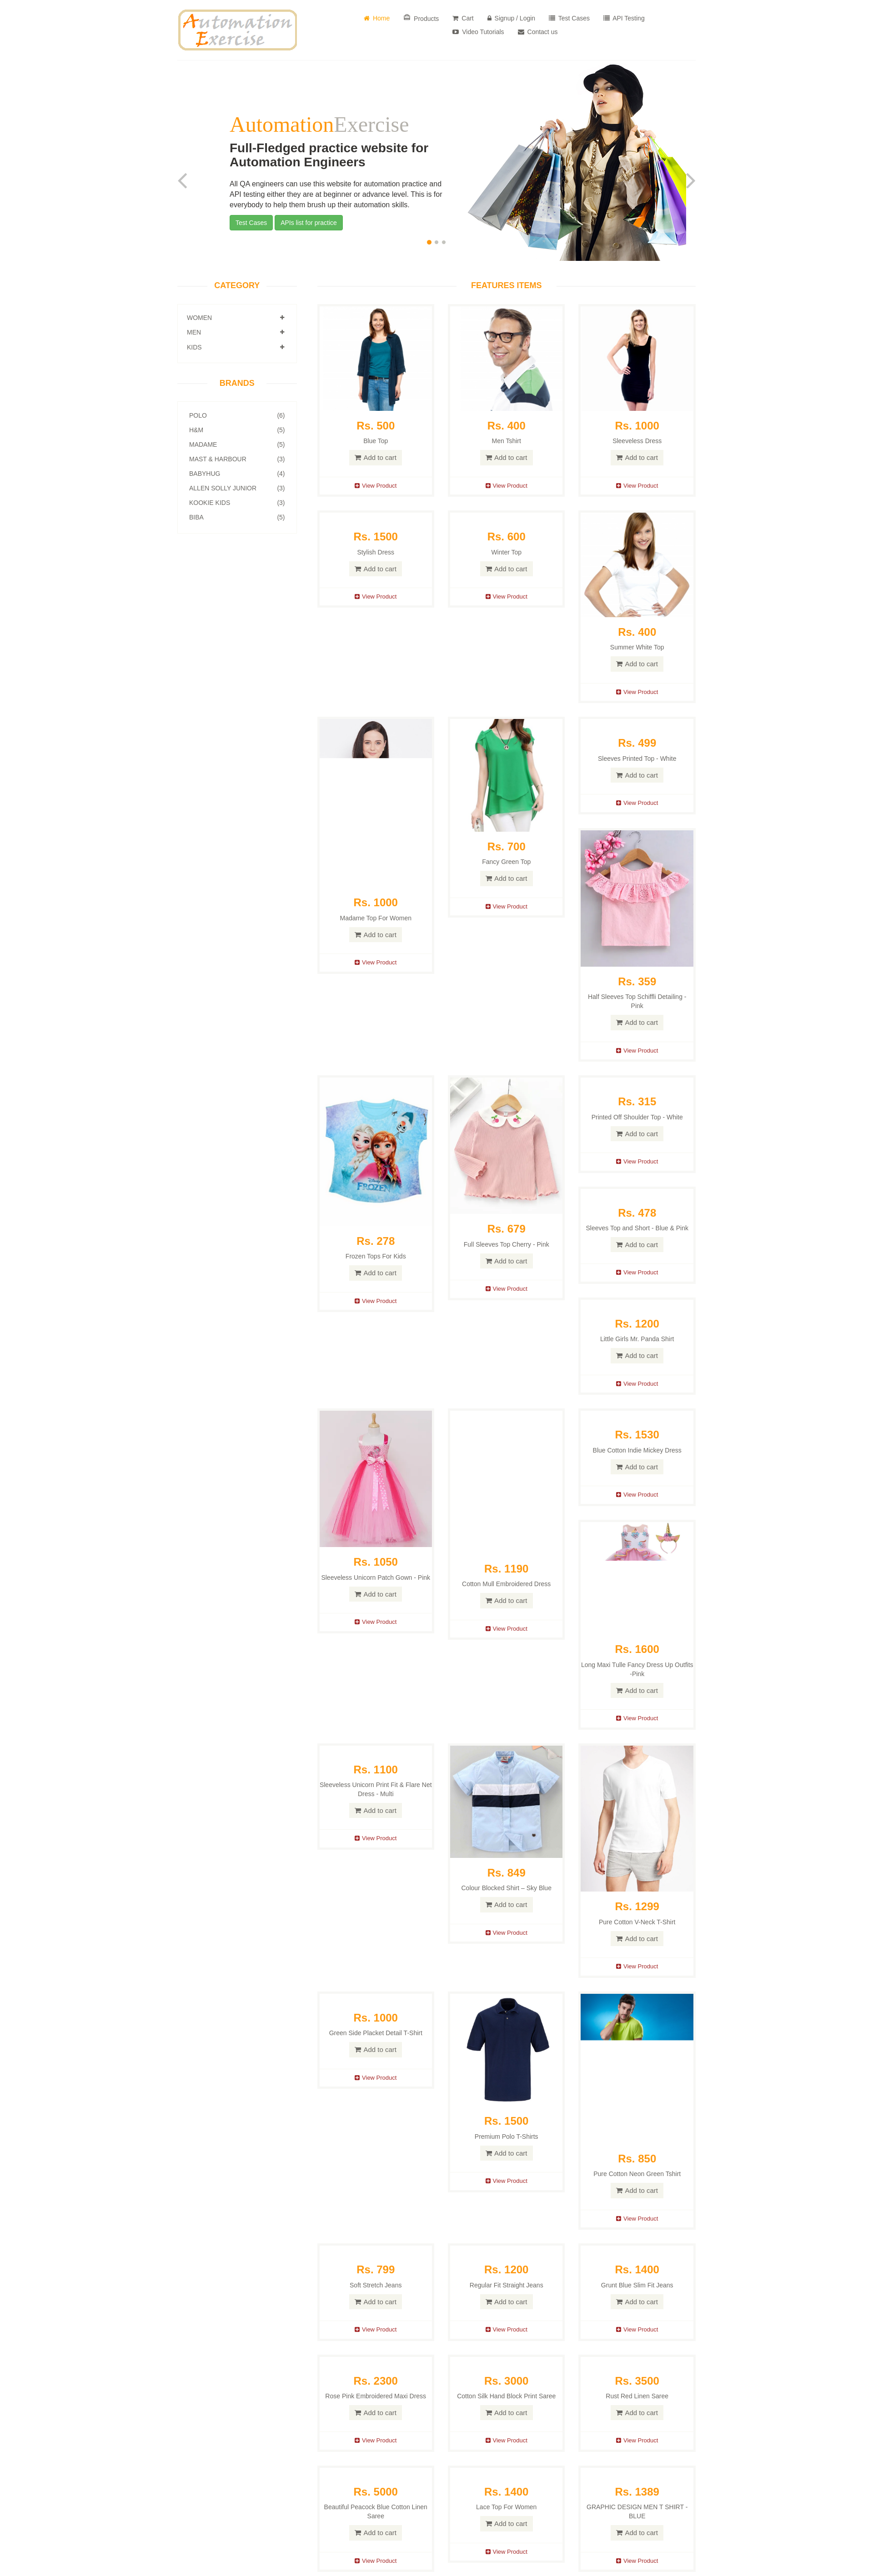 Automation
Exercise
Home
Products
Cart
Signup / Login
Test Cases
API Testing
Video Tutorials
Contact us
AutomationExercise
Full-Fledged practice website for
Automation Engineers
All QA engineers can use this website for automation practice and
API testing either they are at beginner or advance level. This is for
everybody to help them brush up their automation skills.
Test Cases
APIs list for practice
CATEGORY
WOMEN
MEN
KIDS
BRANDS
POLO (6)
H&M (5)
MADAME (5)
MAST & HARBOUR (3)
BABYHUG (4)
ALLEN SOLLY JUNIOR (3)
KOOKIE KIDS (3)
BIBA (5)
FEATURES ITEMS
Rs. 500
Blue Top
Add to cart
View Product
Rs. 400
Men Tshirt
Add to cart
View Product
Rs. 1000
Sleeveless Dress
Add to cart
View Product
Rs. 1500
Stylish Dress
Add to cart
View Product
Rs. 600
Winter Top
Add to cart
View Product
Rs. 400
Summer White Top
Add to cart
View Product
Rs. 1000
Madame Top For Women
Add to cart
View Product
Rs. 700
Fancy Green Top
Add to cart
View Product
Rs. 499
Sleeves Printed Top - White
Add to cart
View Product
Rs. 359
Half Sleeves Top Schiffli Detailing -
Pink
Add to cart
View Product
FROZEN
Rs. 278
Frozen Tops For Kids
Add to cart
View Product
Rs. 679
Full Sleeves Top Cherry - Pink
Add to cart
View Product
Rs. 315
Printed Off Shoulder Top - White
Add to cart
View Product
Rs. 478
Sleeves Top and Short - Blue & Pink
Add to cart
View Product
Rs. 1200
Little Girls Mr. Panda Shirt
Add to cart
View Product
Rs. 1050
Sleeveless Unicorn Patch Gown - Pink
Add to cart
View Product
Rs. 1190
Cotton Mull Embroidered Dress
Add to cart
View Product
Rs. 1530
Blue Cotton Indie Mickey Dress
Add to cart
View Product
Rs. 1600
Long Maxi Tulle Fancy Dress Up Outfits
-Pink
Add to cart
View Product
Rs. 1100
Sleeveless Unicorn Print Fit & Flare Net
Dress - Multi
Add to cart
View Product
Rs. 849
Colour Blocked Shirt – Sky Blue
Add to cart
View Product
Rs. 1299
Pure Cotton V-Neck T-Shirt
Add to cart
View Product
Rs. 1000
Green Side Placket Detail T-Shirt
Add to cart
View Product
Rs. 1500
Premium Polo T-Shirts
Add to cart
View Product
Rs. 850
Pure Cotton Neon Green Tshirt
Add to cart
View Product
Rs. 799
Soft Stretch Jeans
Add to cart
View Product
Rs. 1200
Regular Fit Straight Jeans
Add to cart
View Product
Rs. 1400
Grunt Blue Slim Fit Jeans
Add to cart
View Product
Rs. 2300
Rose Pink Embroidered Maxi Dress
Add to cart
View Product
Rs. 3000
Cotton Silk Hand Block Print Saree
Add to cart
View Product
Rs. 3500
Rust Red Linen Saree
Add to cart
View Product
Rs. 5000
Beautiful Peacock Blue Cotton Linen
Saree
Add to cart
View Product
Rs. 1400
Lace Top For Women
Add to cart
View Product
Rs. 1389
GRAPHIC DESIGN MEN T SHIRT -
BLUE
Add to cart
View Product